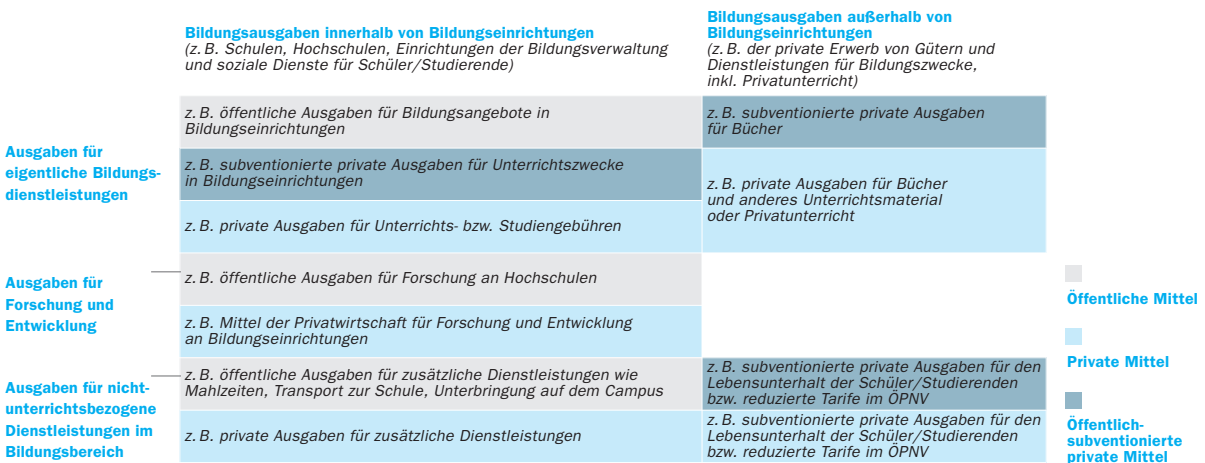 Bildungsausgaben innerhalb von Bildungseinrichtungen
(z. B. Schulen, Hochschulen, Einrichtungen der Bildungsverwaltung
und soziale Dienste für Schüler/Studierende)
Bildungsausgaben außerhalb von
Bildungseinrichtungen
(z. B. der private Erwerb von Gütern und
Dienstleistungen für Bildungszwecke,
inkl. Privatunterricht)
Ausgaben für
eigentliche Bildungs-
dienstleistungen
z. B. öffentliche Ausgaben für Bildungsangebote in
Bildungseinrichtungen
z. B. subventionierte private Ausgaben
für Bücher
z. B. subventionierte private Ausgaben für Unterrichtszwecke
in Bildungseinrichtungen
z. B. private Ausgaben für Bücher
und anderes Unterrichtsmaterial
oder Privatunterricht
z. B. private Ausgaben für Unterrichts- bzw. Studiengebühren
Ausgaben für
Forschung und
Entwicklung
z. B. öffentliche Ausgaben für Forschung an Hochschulen
z. B. Mittel der Privatwirtschaft für Forschung und Entwicklung
an Bildungseinrichtungen
Ausgaben für nicht-
unterrichtsbezogene
Dienstleistungen im
Bildungsbereich
z. B. öffentliche Ausgaben für zusätzliche Dienstleistungen wie
Mahlzeiten, Transport zur Schule, Unterbringung auf dem Campus
z. B. subventionierte private Ausgaben für den
Lebensunterhalt der Schüler/Studierenden
bzw. reduzierte Tarife im ÖPNV
z. B. private Ausgaben für zusätzliche Dienstleistungen
z. B. subventionierte private Ausgaben für den
Lebensunterhalt der Schüler/Studierenden
bzw. reduzierte Tarife im ÖPNV
Öffentliche Mittel
Private Mittel
Öffentlich-
subventionierte
private Mittel